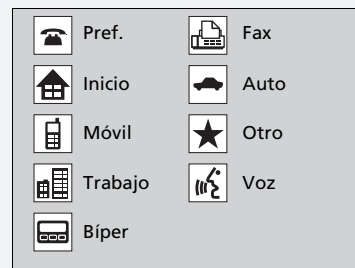 Pref.
Fax
Inicio
Auto
Móvil
Otro
Trabajo
Voz
Bíper